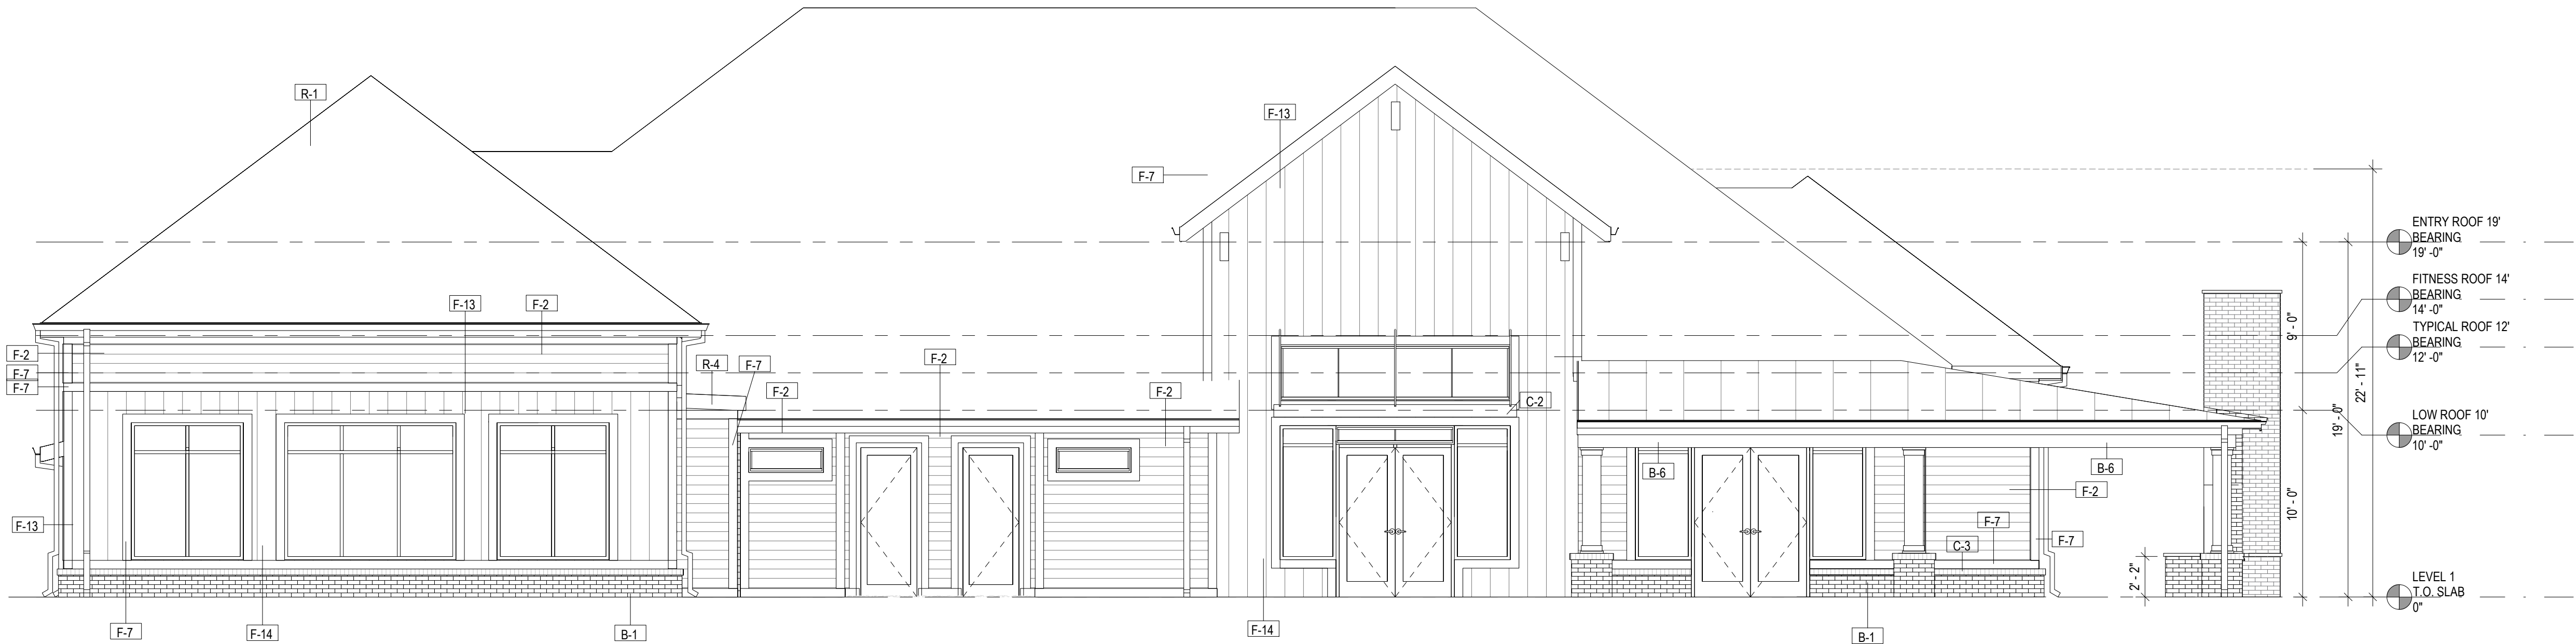 R-1
F-13
F-7
ENTRY ROOF 19'
BEARING
19' -0"
FITNESS ROOF 14'
BEARING
14' -0"
TYPICAL ROOF 12'
BEARING
12' -0"
LOW ROOF 10'
BEARING
10' -0"
LEVEL 1
T.O. SLAB
0"
9' - 0"
22' - 11"
19' - 0"
10' - 0"
2' - 2"
F-13
F-2
F-2
F-7
F-7
R-4
F-7
F-2
F-2
F-2
C-2
B-6
B-6
F-2
F-13
F-7
C-3
F-7
F-7
F-14
B-1
F-14
B-1